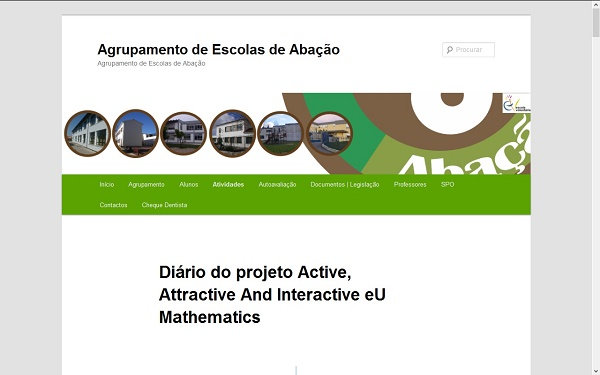 Agrupamento de Escolas de Abação
Agrupamento de Escolas de Abação
Procurar
Abaçã
Início Agrupamento Alunos Atividades Autoavaliação Documentos | Legislação Professores SPO
Contactos Cheque Dentista
Diário do projeto Active,
Attractive And Interactive eU
Mathematics